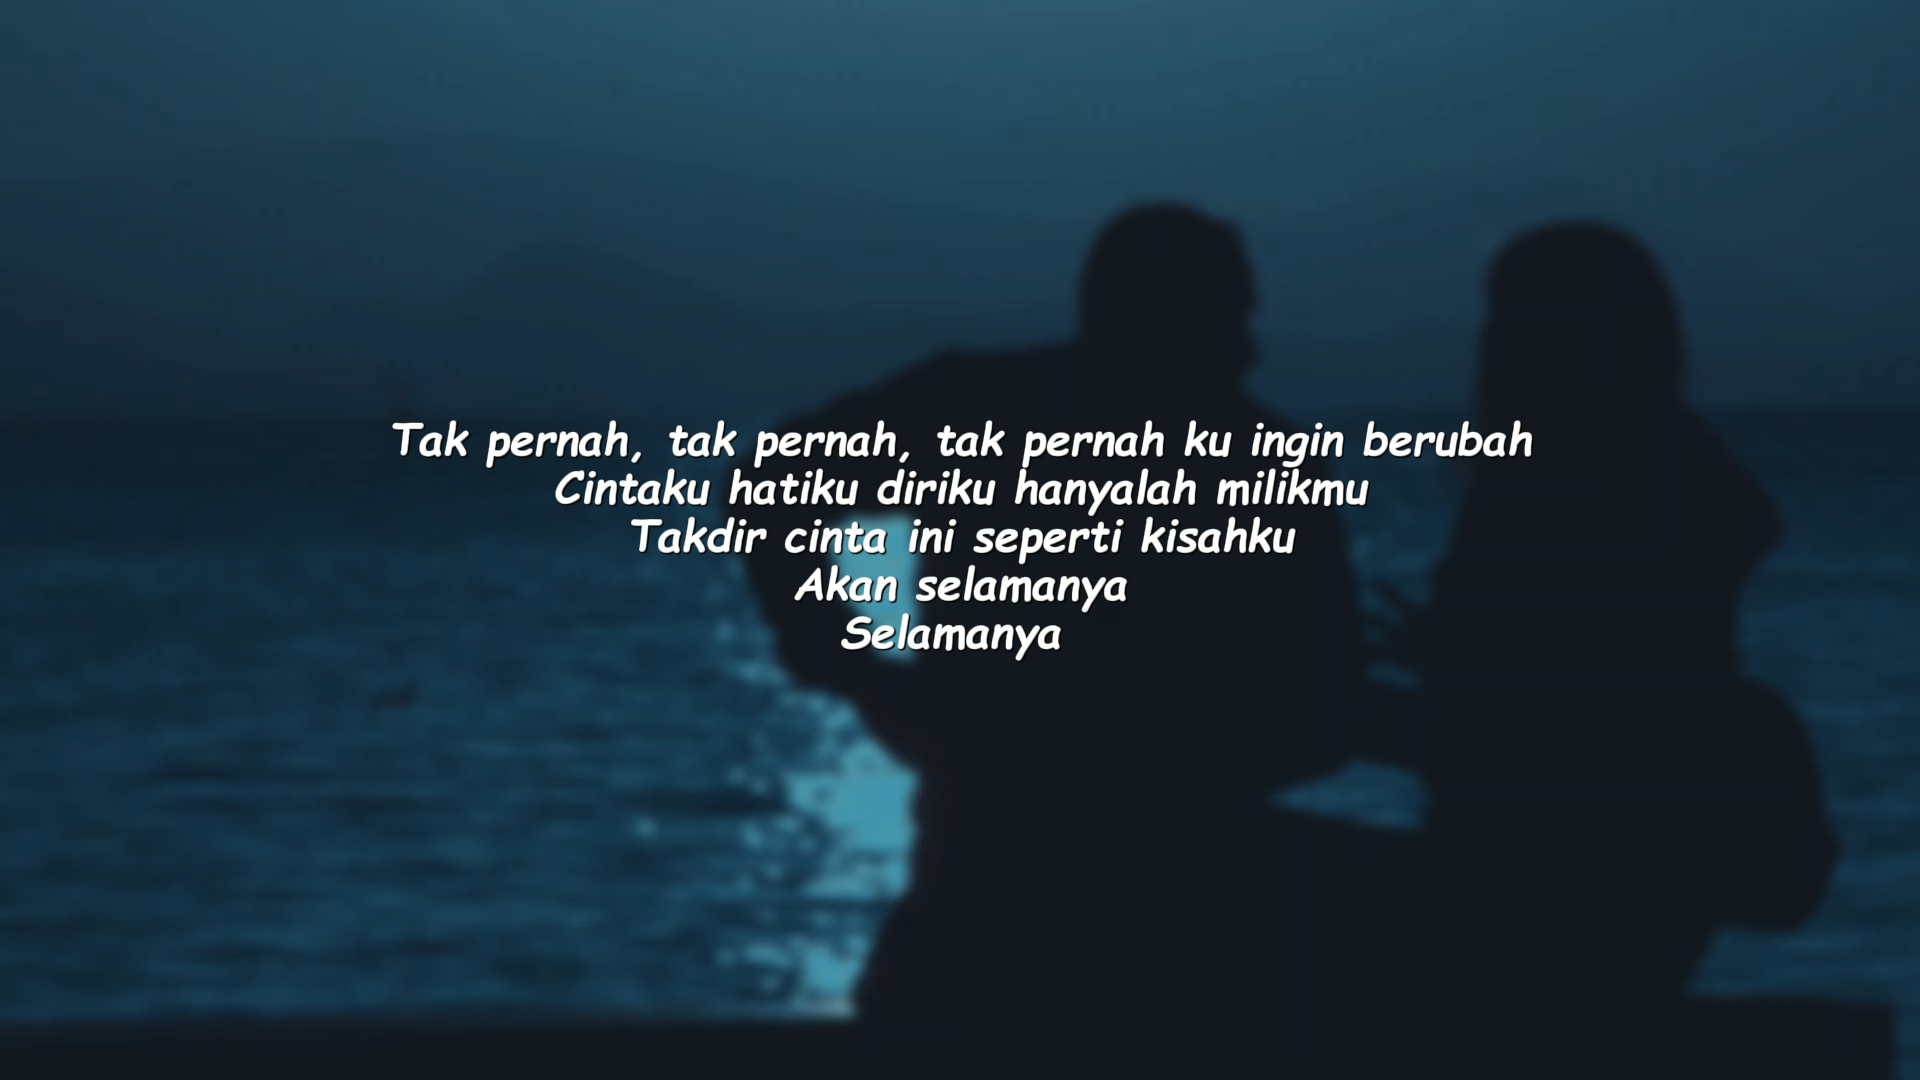 Tak pernah, tak pernah, tak pernah ku ingin berubah
Cintaku hatiku diriku hanyalah milikmu
Takdir cinta ini seperti kisahku
Akan selamanya
Selamanya